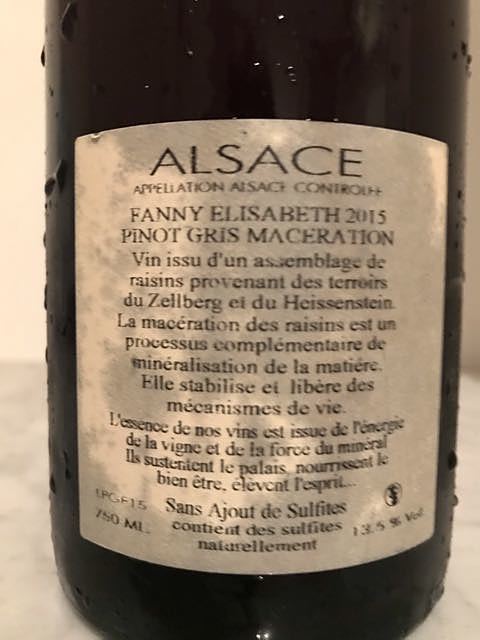 ALSACE
APPELLATION ALSACE CONTROLEE
FANNY ELISABETH 2015
PINOT GRIS MACERATION
Vin issu d'un assemblage de
raisins provenant des terroirs
du Zellberg et du Heissenstein.
La macération des raisins est un
processus complémentaire de
minéralisation de la matière.
Elle stabilise et libère des
mécanismes de vie.
L'essence de nos vins est issue de l'énergie
de la vigne et de la force du minéral
Ils sustentent le palais, nourrissent le
bien être, élèvent l'esprit...
LPGF15
Sans Ajout de Sulfites
750 ML
contient des sulfites
13.5 % Vol
naturellement